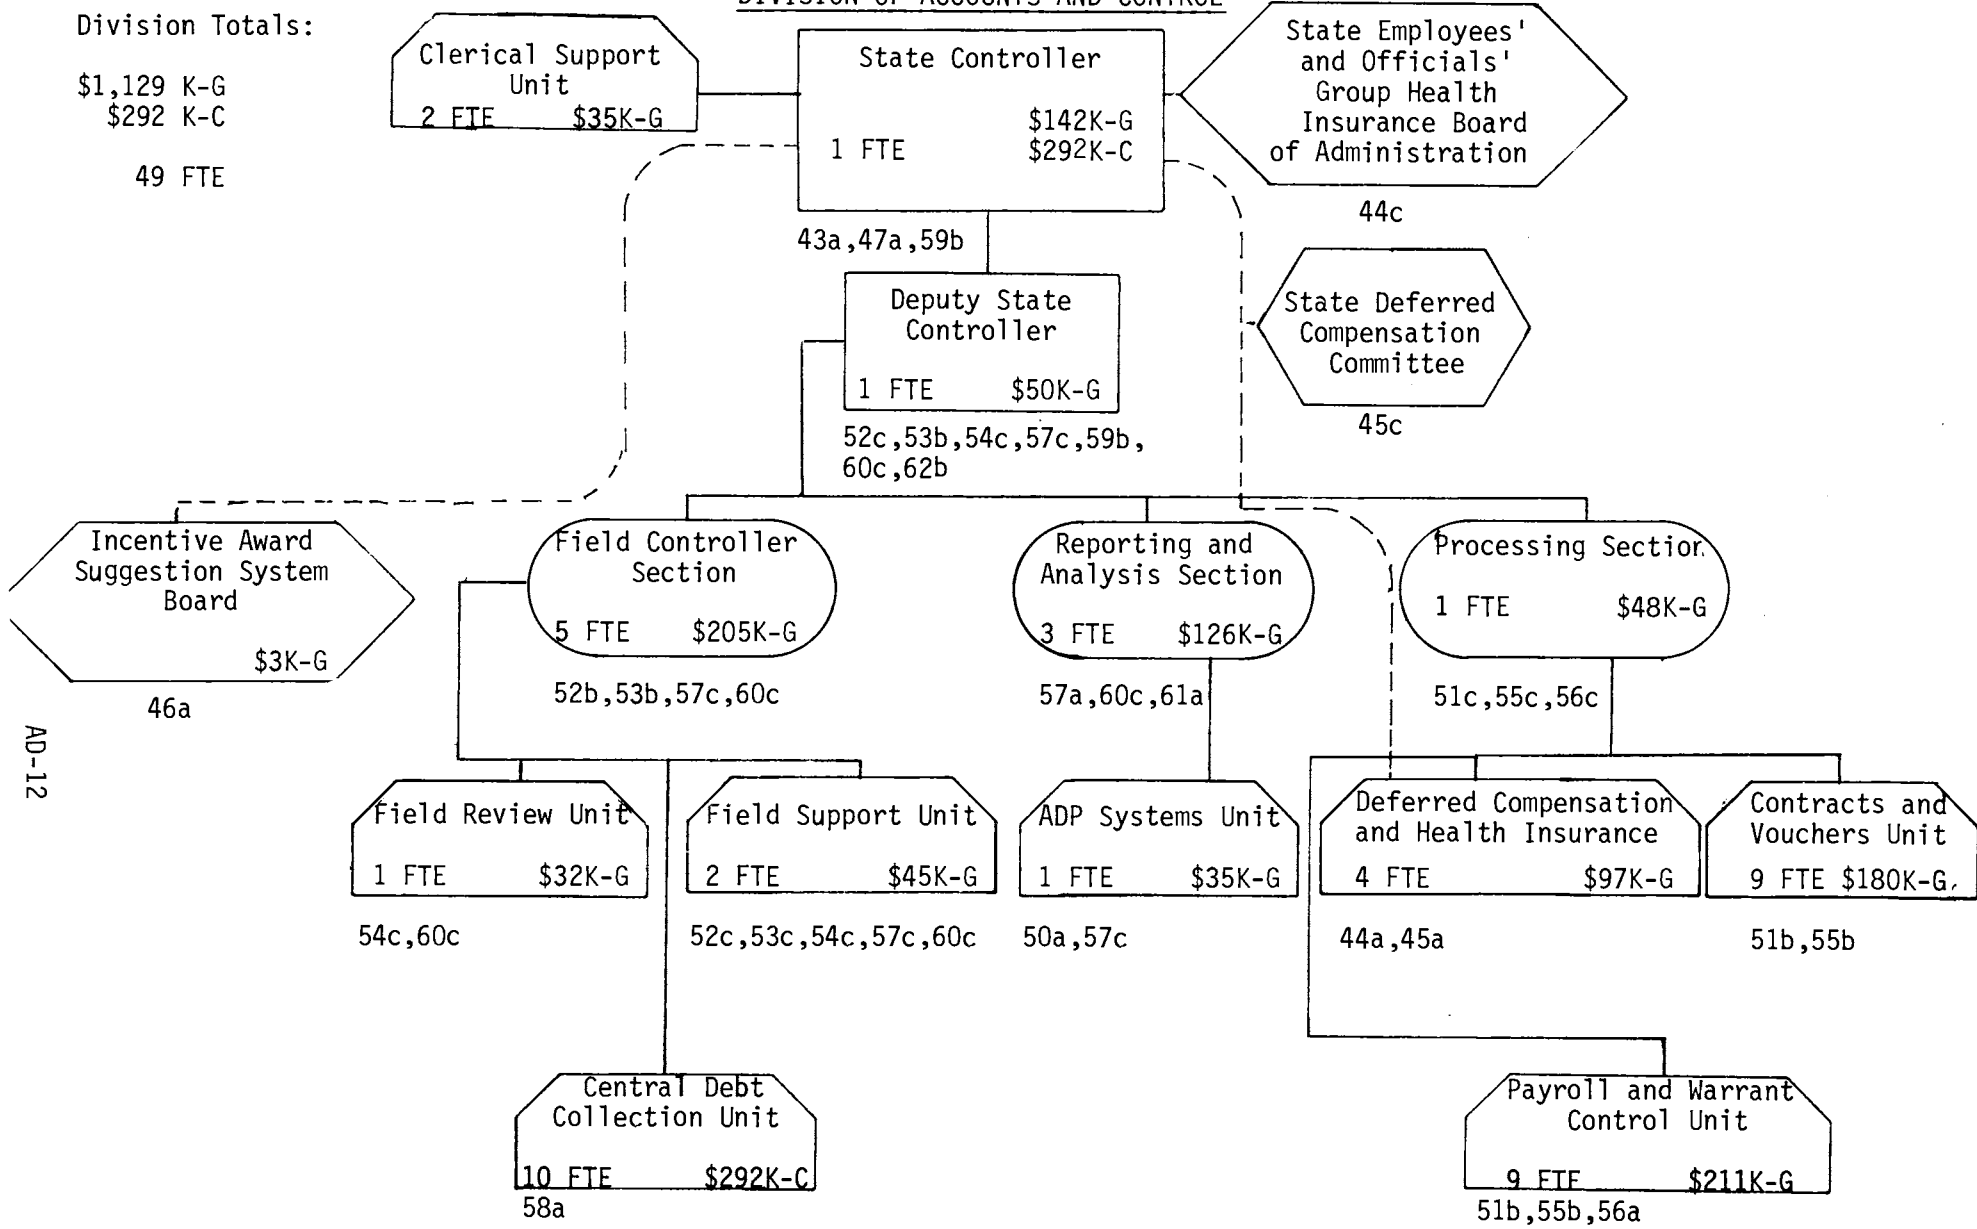 DIVISION OF ACCOUNTS AND CONTROL
Division Totals:
$1,129 K-G
$292 K-C
49 FTE
Clerical Support
Unit
2 FTE $35K-G
State Controller
$142K-G
1 FTE $292K-C
43a,47a,59b
State Employees'
and Officials'
Group Health
Insurance Board
of Administration
44c
Deputy State
Controller
1 FTE $50K-G
52c,53b,54c,57c,59b,
60c,62b
State Deferred
Compensation
Committee
45c
Incentive Award
Suggestion System
Board
$3K-G
46a
Field Controller
Section
5 FTE $205K-G
52b,53b,57c,60c
Reporting and
Analysis Section
3 FTE $126K-G
57a,60c,61a
Processing Section
1 FTE $48K-G
51c,55c,56c
AD-12
Field Review Unit
1 FTE $32K-G
54c,60c
Field Support Unit
2 FTE $45K-G
52c,53c,54c,57c,60c
ADP Systems Unit
1 FTE $35K-G
50a,57c
Deferred Compensation
and Health Insurance
4 FTE $97K-G
44a,45a
Contracts and
Vouchers Unit
9 FTE $180K-G
51b,55b
Central Debt
Collection Unit
10 FTE $292K-C
58a
Payroll and Warrant
Control Unit
9 FTE $211K-G
51b,55b,56a